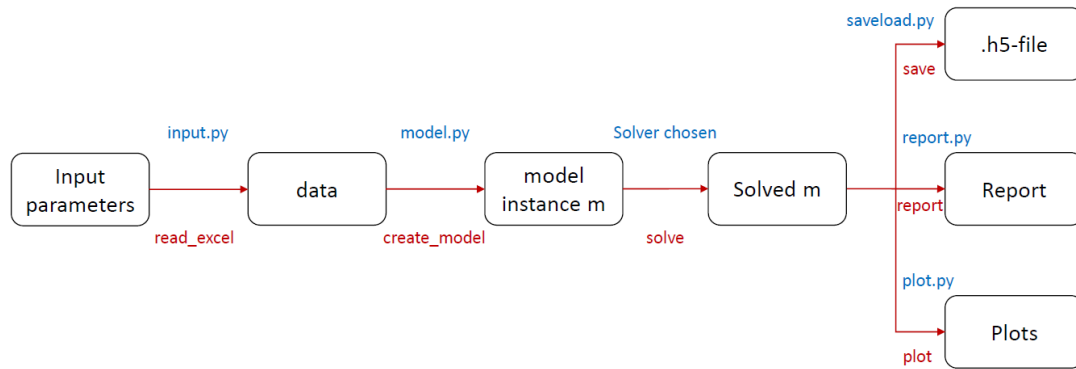 saveload.py
.h5-file
save
input.py
model.py
Solver chosen
report.py
Input
parameters
data
model
instance m
Solved m
Report
report
read_excel
create_model
solve
plot.py
Plots
plot